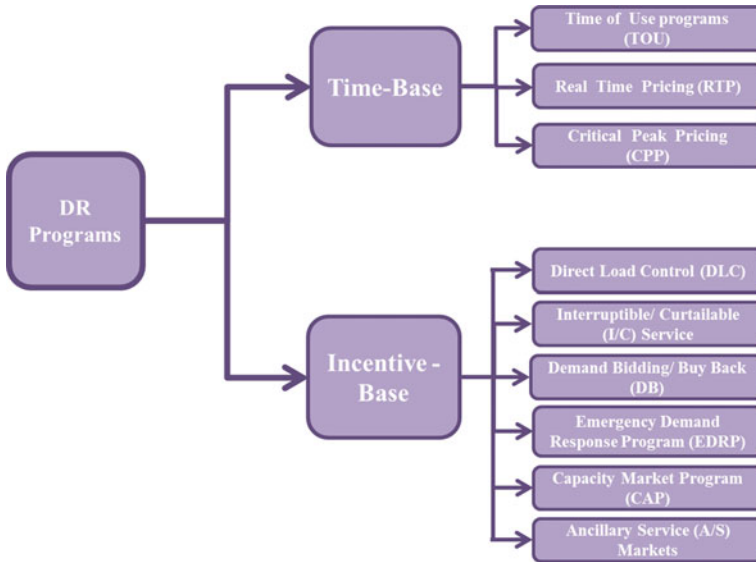 DR
Programs
Time-Base
Time of Use programs
(TOU)
Real Time Pricing (RTP)
Critical Peak Pricing
(CPP)
Incentive -
Base
Direct Load Control (DLC)
Interruptible/ Curtailable
(I/C) Service
Demand Bidding/ Buy Back
(DB)
Emergency Demand
Response Program (EDRP)
Capacity Market Program
(CAP)
Ancillary Service (A/S)
Markets